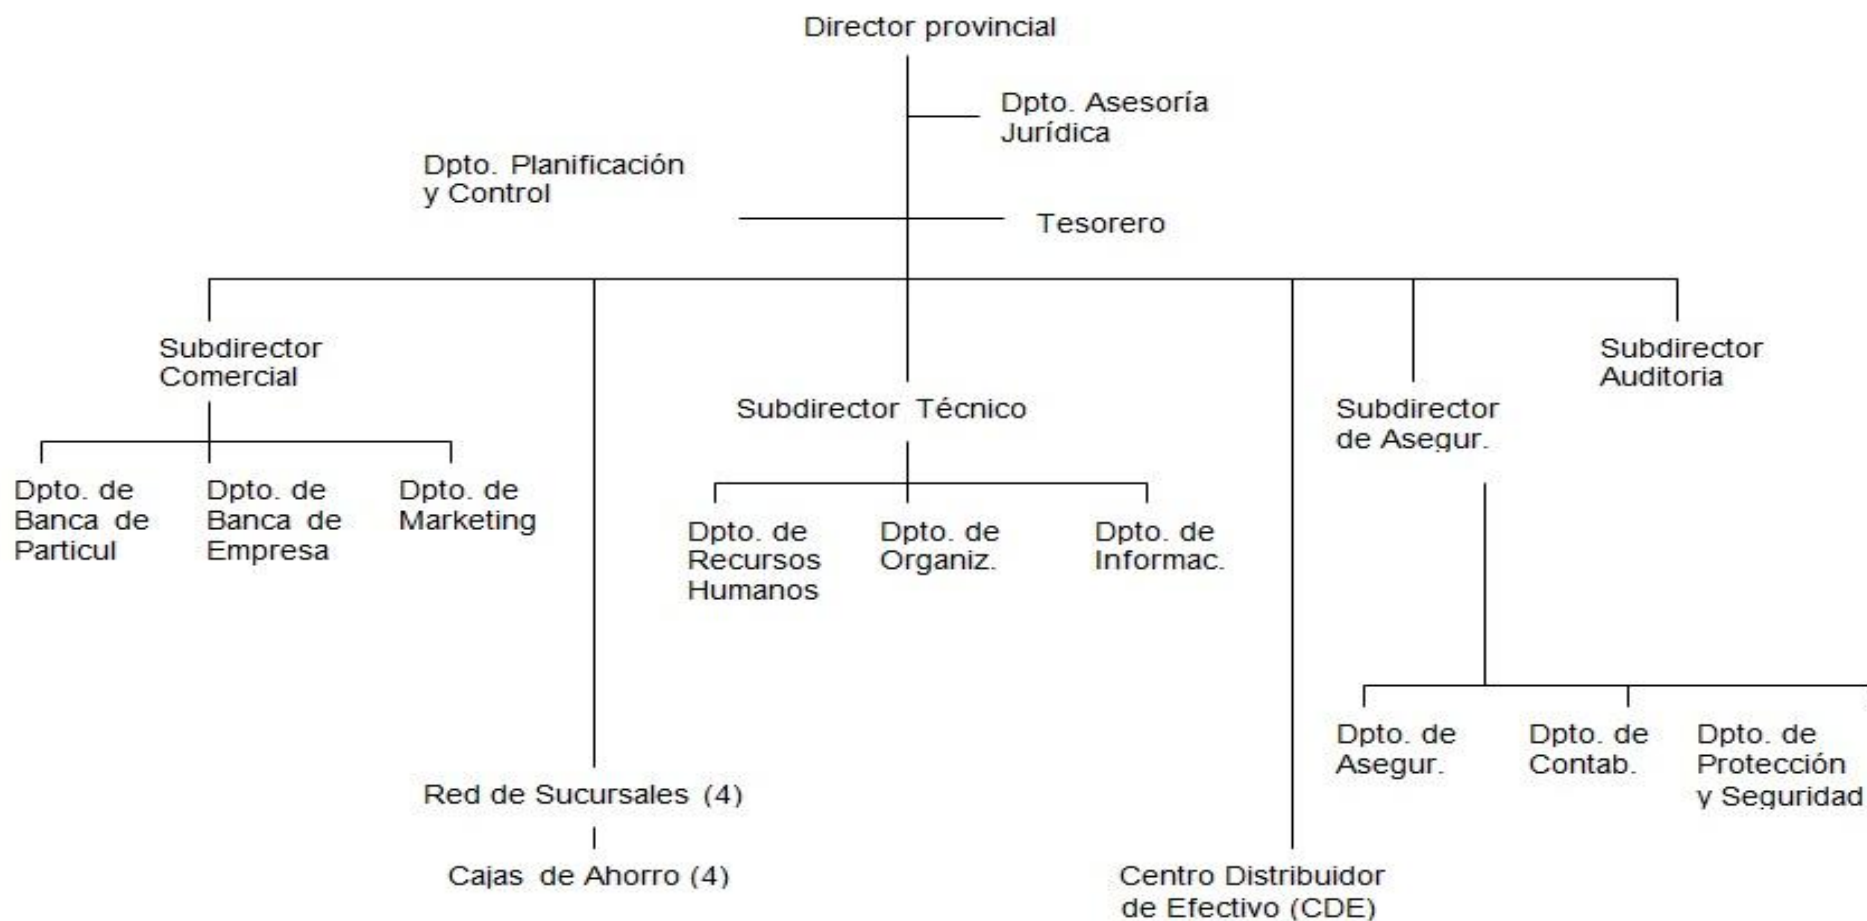 Director provincial
Dpto. Asesoría
Jurídica
Dpto. Planificación
y Control
Tesorero
Subdirector
Comercial
Subdirector
Auditoria
Subdirector Técnico
Subdirector
de Asegur.
Dpto. de
Banca de
Particul
Dpto. de
Banca de
Empresa
Dpto. de
Marketing
Dpto. de
Recursos
Humanos
Dpto. de
Organiz.
Dpto. de
Informac.
Dpto. de
Asegur.
Dpto. de
Contab.
Dpto. de
Protección
y Seguridad
Red de Sucursales (4)
Cajas de Ahorro (4)
Centro Distribuidor
de Efectivo (CDE)